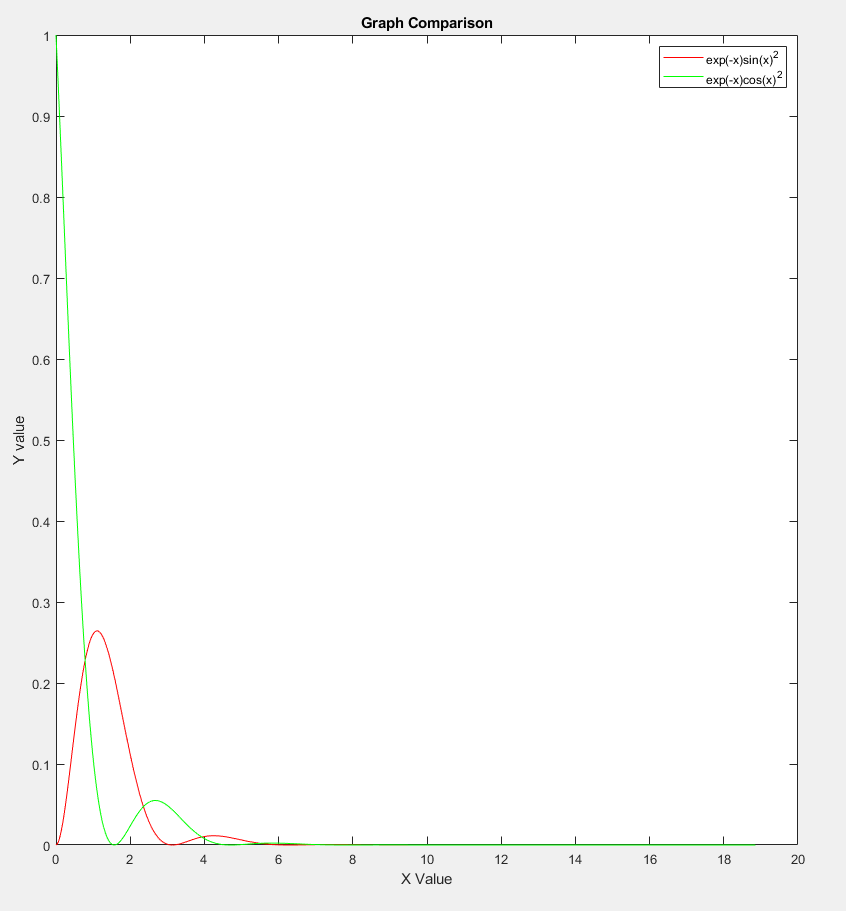 Graph Comparison
exp(-x)sin(x)^2
exp(-x)cos(x)^2
1
0.9
0.8
0.7
0.6
0.5
0.4
0.3
0.2
0.1
0
Y value
0 2 4 6 8 10 12 14 16 18 20
X Value